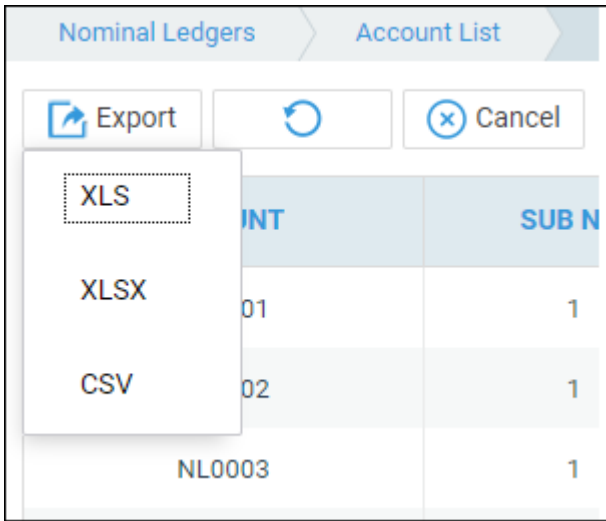 Nominal Ledgers Account List
Export Cancel
XLS
UNT SUB N
XLSX
01 1
CSV
02 1
NL0003 1